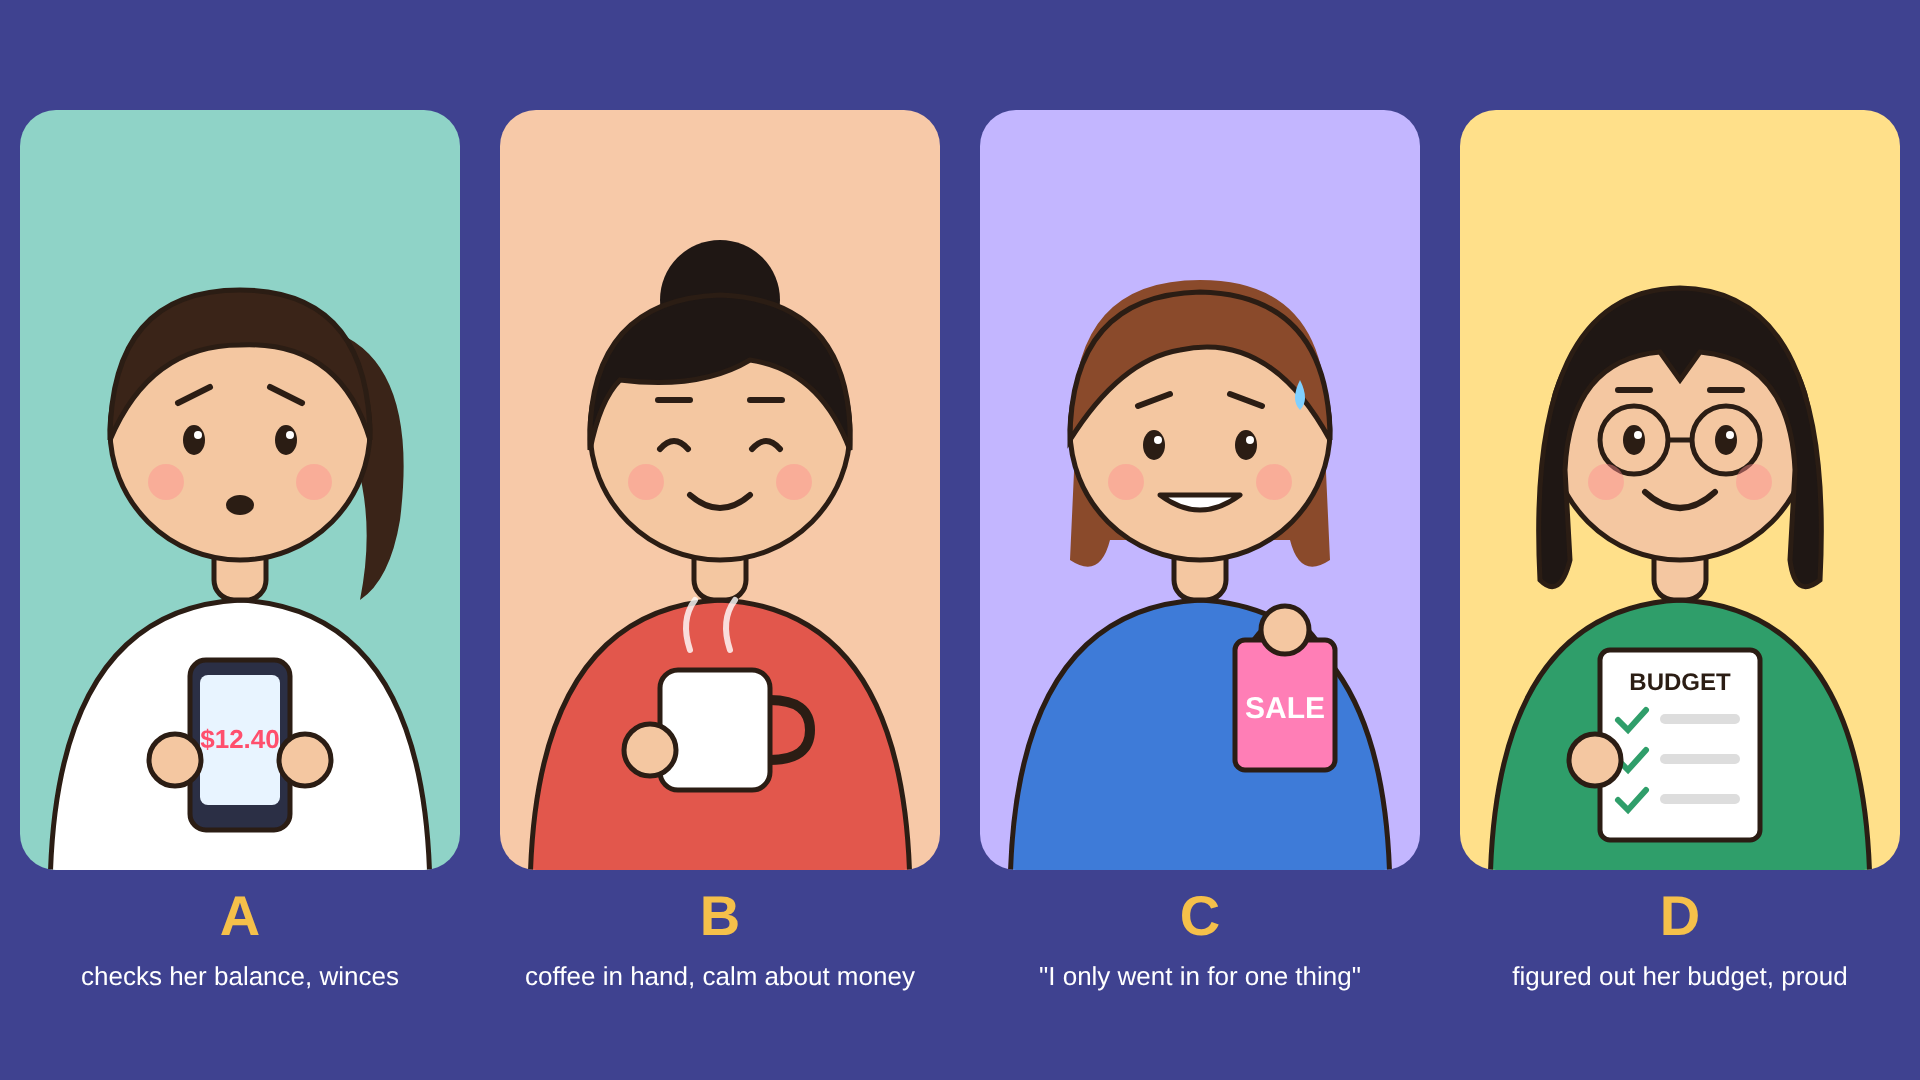 $12.40
SALE
BUDGET
A
B
C
D
checks her balance, winces
coffee in hand, calm about money
"I only went in for one thing"
figured out her budget, proud